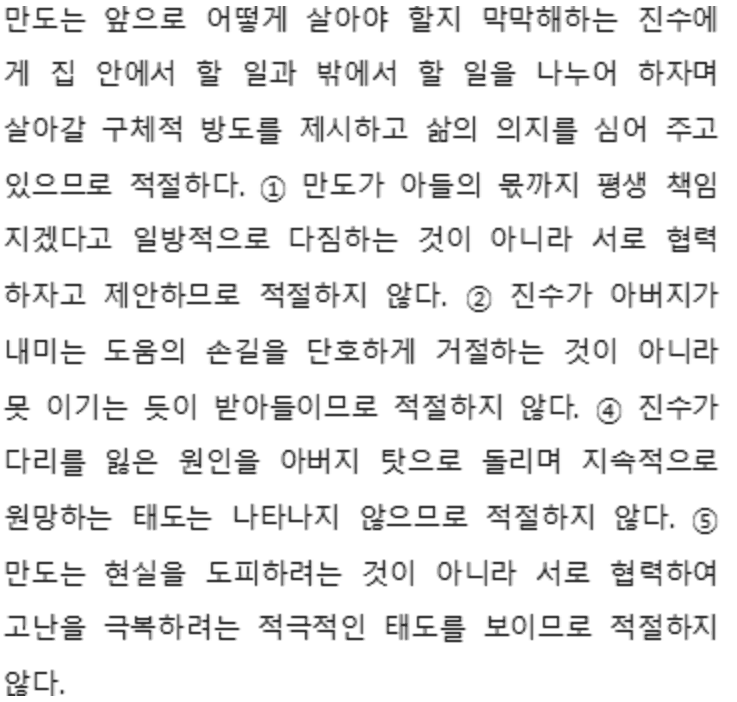 만도는 앞으로 어떻게 살아야 할지 막막해하는 진수에
게 집 안에서 할 일과 밖에서 할 일을 나누어 하자며
살아갈 구체적 방도를 제시하고 삶의 의지를 심어 주고
있으므로 적절하다. ① 만도가 아들의 몫까지 평생 책임
지겠다고 일방적으로 다짐하는 것이 아니라 서로 협력
하자고 제안하므로 적절하지 않다. ② 진수가 아버지가
내미는 도움의 손길을 단호하게 거절하는 것이 아니라
못 이기는 듯이 받아들이므로 적절하지 않다. ④ 진수가
다리를 잃은 원인을 아버지 탓으로 돌리며 지속적으로
원망하는 태도는 나타나지 않으므로 적절하지 않다. ⑤
만도는 현실을 도피하려는 것이 아니라 서로 협력하여
고난을 극복하려는 적극적인 태도를 보이므로 적절하지
않다.